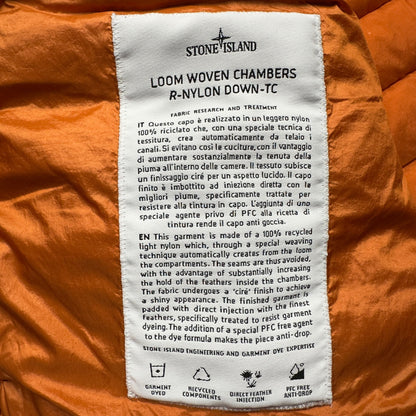 STONE ISLAND
LOOM WOVEN CHAMBERS
R-NYLON DOWN-TC
FABRIC RESEARCH AND TREATMENT
IT Questo capo è realizzato in un leggero nylon
100% riciclato che, con una speciale tecnica di
tessitura, crea automaticamente da telaio i
canali. Si evitano così le cuciture, con il vantaggio
di aumentare sostanzialmente la tenuta della
piuma all'interno delle camere. Il tessuto subisce
un finissaggio ciré per un aspetto lucido. Il capo
finito è imbottito ad iniezione diretta con le
migliori piume, specificatamente trattate per
resistere alla tintura in capo. L'aggiunta di uno
speciale agente privo di PFC alla ricetta di
tintura rende il capo anti goccia.
EN This garment is made of a 100% recycled
light nylon which, through a special weaving
technique automatically creates from the loom
the compartments. The seams are thus avoided,
with the advantage of substantially increasing
the hold of the feathers inside the chambers.
The fabric undergoes a 'ciré' finish to achieve
a shiny appearance. The finished garment is
padded with direct injection with the finest
feathers, specifically treated to resist garment
dyeing.The addition of a special PFC free agent
to the dye formula makes the piece anti-drop.
STONE ISLAND ENGINEERING AND GARMENT DYE EXPERTISE
GARMENT
DYED
RECYCLED
COMPONENTS
DIRECT FEATHER
INJECTION
PFC FREE
ANTI-DROP